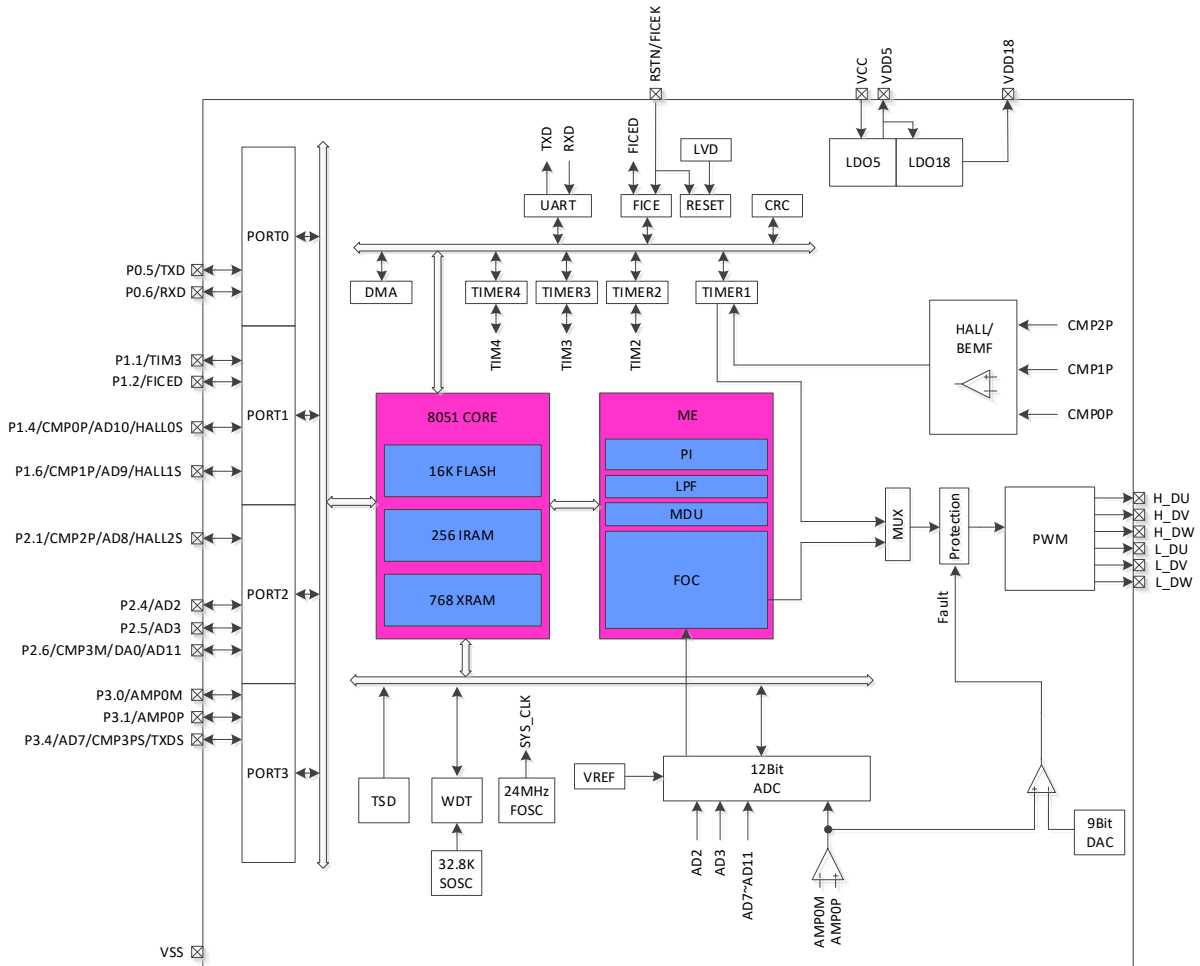 RSTN/FICEK
VCC
VDD5
VDD18
TXD
RXD
FICED
LVD
LDO5
LDO18
UART
FICE
RESET
CRC
PORT0
P0.5/TXD
P0.6/RXD
DMA
TIMER4
TIMER3
TIMER2
TIMER1
TIM4
TIM3
TIM2
HALL/
BEMF
CMP2P
CMP1P
CMP0P
P1.1/TIM3
P1.2/FICED
PORT1
P1.4/CMP0P/AD10/HALL0S
P1.6/CMP1P/AD9/HALL1S
8051 CORE
16K FLASH
256 IRAM
768 XRAM
ME
PI
LPF
MDU
FOC
MUX
Protection
Fault
PWM
H_DU
H_DV
H_DW
L_DU
L_DV
L_DW
P2.1/CMP2P/AD8/HALL2S
PORT2
P2.4/AD2
P2.5/AD3
P2.6/CMP3M/DA0/AD11
P3.0/AMP0M
P3.1/AMP0P
P3.4/AD7/CMP3PS/TXDS
PORT3
TSD
WDT
32.8K
SOSC
SYS_CLK
24MHz
FOSC
VREF
12Bit
ADC
AD2
AD3
AD7~AD11
AMP0M
AMP0P
9Bit
DAC
VSS